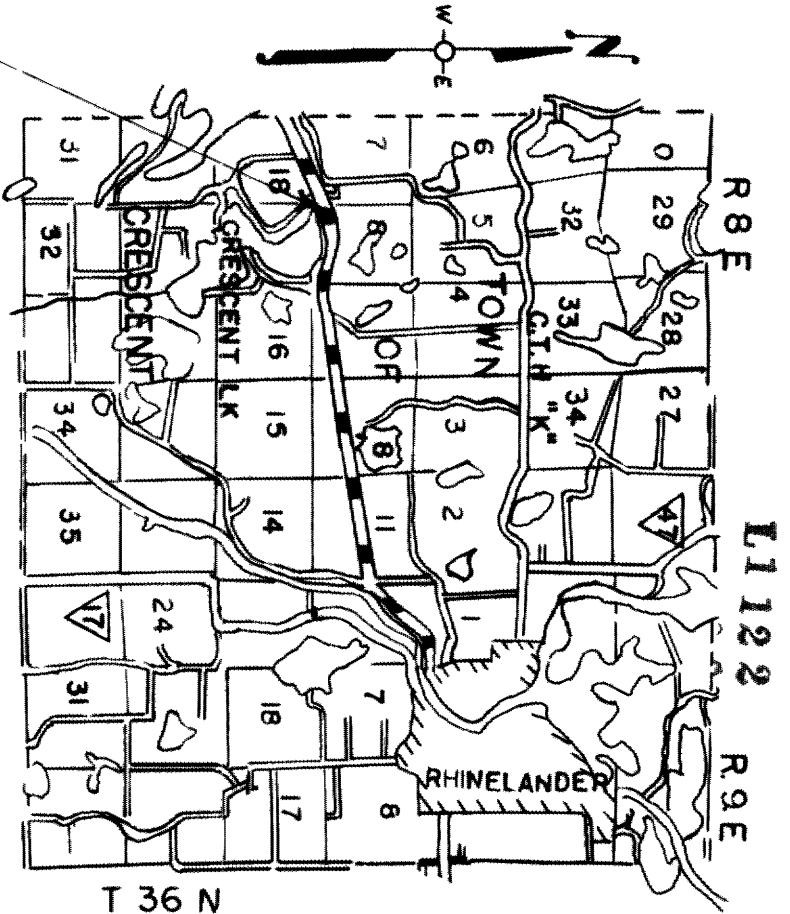 L1122
R 8 E
R 9 E
N
W
E
0 29 28 27 47
32 33 34
C.T.H. "K"
TOWN
6 5 4 3 2 1
OF
7 8 8 11 7 8
18 16 15 14 18 17
CRESCENT LK
CRESCENT
24
31 32 34 35 17 31
RHINELANDER
T 36 N